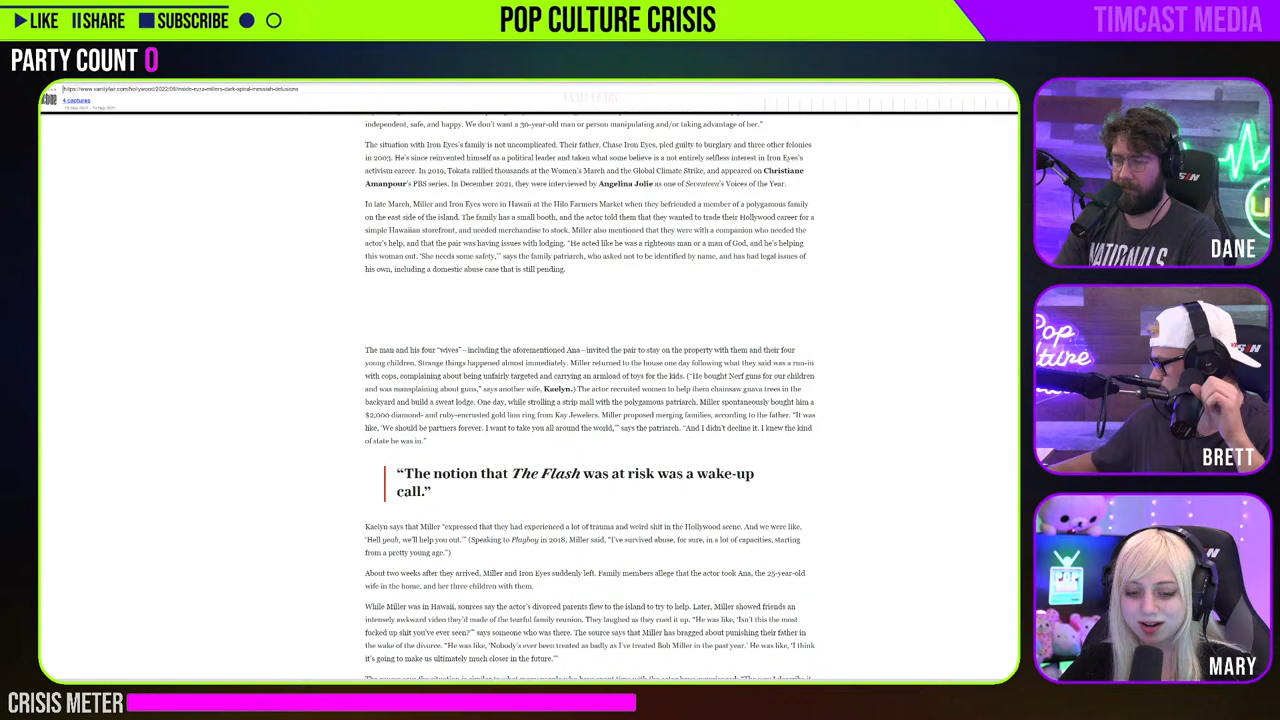 LIKE SHARE SUBSCRIBE
POP CULTURE CRISIS
TIMCAST MEDIA
PARTY COUNT 0
https://www.vanityfair.com/hollywood/2022/09/inside-ezra-millers-dark-spiral-messiah-delusions
4 captures
VANITY FAIR
independent, safe, and happy. We don't want a 30-year-old man or person manipulating and/or taking advantage of her."
The situation with Iron Eyes's family is not uncomplicated. Their father, Chase Iron Eyes, pled guilty to burglary and three other felonies
in 2003. He's since reinvented himself as a political leader and taken what some believe is a not entirely selfless interest in Iron Eyes's
activism career. In 2019, Tokata rallied thousands at the Women's March and the Global Climate Strike, and appeared on Christiane
Amanpour's PBS series. In December 2021, they were interviewed by Angelina Jolie as one of Seventeen's Voices of the Year.
In late March, Miller and Iron Eyes were in Hawaii at the Hilo Farmers Market when they befriended a member of a polygamous family
on the east side of the island. The family has a small booth, and the actor told them that they wanted to trade their Hollywood career for a
simple Hawaiian storefront, and needed merchandise to stock. Miller also mentioned that they were with a companion who needed the
actor's help, and that the pair was having issues with lodging. "He acted like he was a righteous man or a man of God, and he's helping
this woman out. 'She needs some safety,'" says the family patriarch, who asked not to be identified by name, and has had legal issues of
his own, including a domestic abuse case that is still pending.
The man and his four "wives"—including the aforementioned Ana—invited the pair to stay on the property with them and their four
young children. Strange things happened almost immediately. Miller returned to the house one day following what they said was a run-in
with cops, complaining about being unfairly targeted and carrying an armload of toys for the kids. ("He bought Nerf guns for our children
and was mansplaining about guns," says another wife, Kaelyn.) The actor recruited women to help them chainsaw guava trees in the
backyard and build a sweat lodge. One day, while strolling a strip mall with the polygamous patriarch, Miller spontaneously bought him a
$2,000 diamond- and ruby-encrusted gold lion ring from Kay Jewelers. Miller proposed merging families, according to the father. "It was
like, 'We should be partners forever. I want to take you all around the world,'" says the patriarch. "And I didn't decline it. I knew the kind
of state he was in."
"The notion that The Flash was at risk was a wake-up
call."
Kaelyn says that Miller "expressed that they had experienced a lot of trauma and weird shit in the Hollywood scene. And we were like,
'Hell yeah, we'll help you out.'" (Speaking to Playboy in 2018, Miller said, "I've survived abuse, for sure, in a lot of capacities, starting
from a pretty young age.")
About two weeks after they arrived, Miller and Iron Eyes suddenly left. Family members allege that the actor took Ana, the 25-year-old
wife in the home, and her three children with them.
While Miller was in Hawaii, sources say the actor's divorced parents flew to the island to try to help. Later, Miller showed friends an
intensely awkward video they'd made of the tearful family reunion. They laughed as they cued it up. "He was like, 'Isn't this the most
fucked up shit you've ever seen?'" says someone who was there. The source says that Miller has bragged about punishing their father in
the wake of the divorce. "He was like, 'Nobody's ever been treated as badly as I've treated Bob Miller in the past year.' He was like, 'I think
it's going to make us ultimately much closer in the future.'"
NATIONALS
DANE
Pop
Culture
BRETT
MARY
CRISIS METER